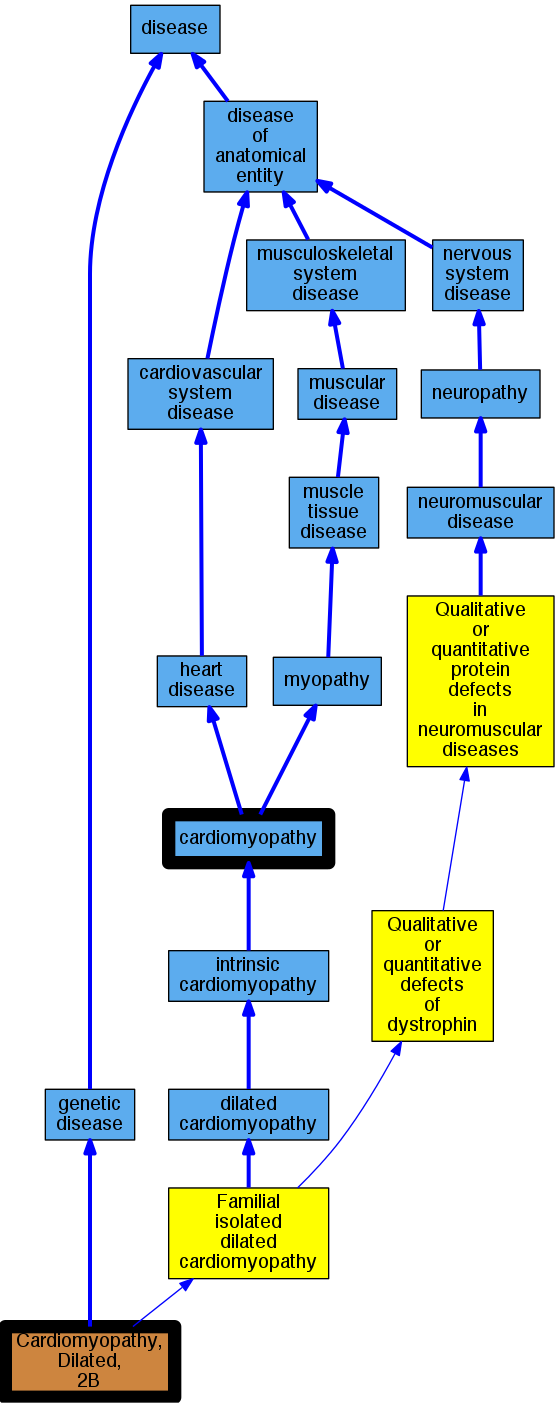 disease
disease
of
anatomical
entity
musculoskeletal
system
disease
nervous
system
disease
cardiovascular
system
disease
muscular
disease
neuropathy
muscle
tissue
disease
neuromuscular
disease
Qualitative
or
quantitative
protein
defects
in
neuromuscular
diseases
heart
disease
myopathy
cardiomyopathy
Qualitative
or
quantitative
defects
of
dystrophin
intrinsic
cardiomyopathy
genetic
disease
dilated
cardiomyopathy
Familial
isolated
dilated
cardiomyopathy
Cardiomyopathy,
Dilated,
2B